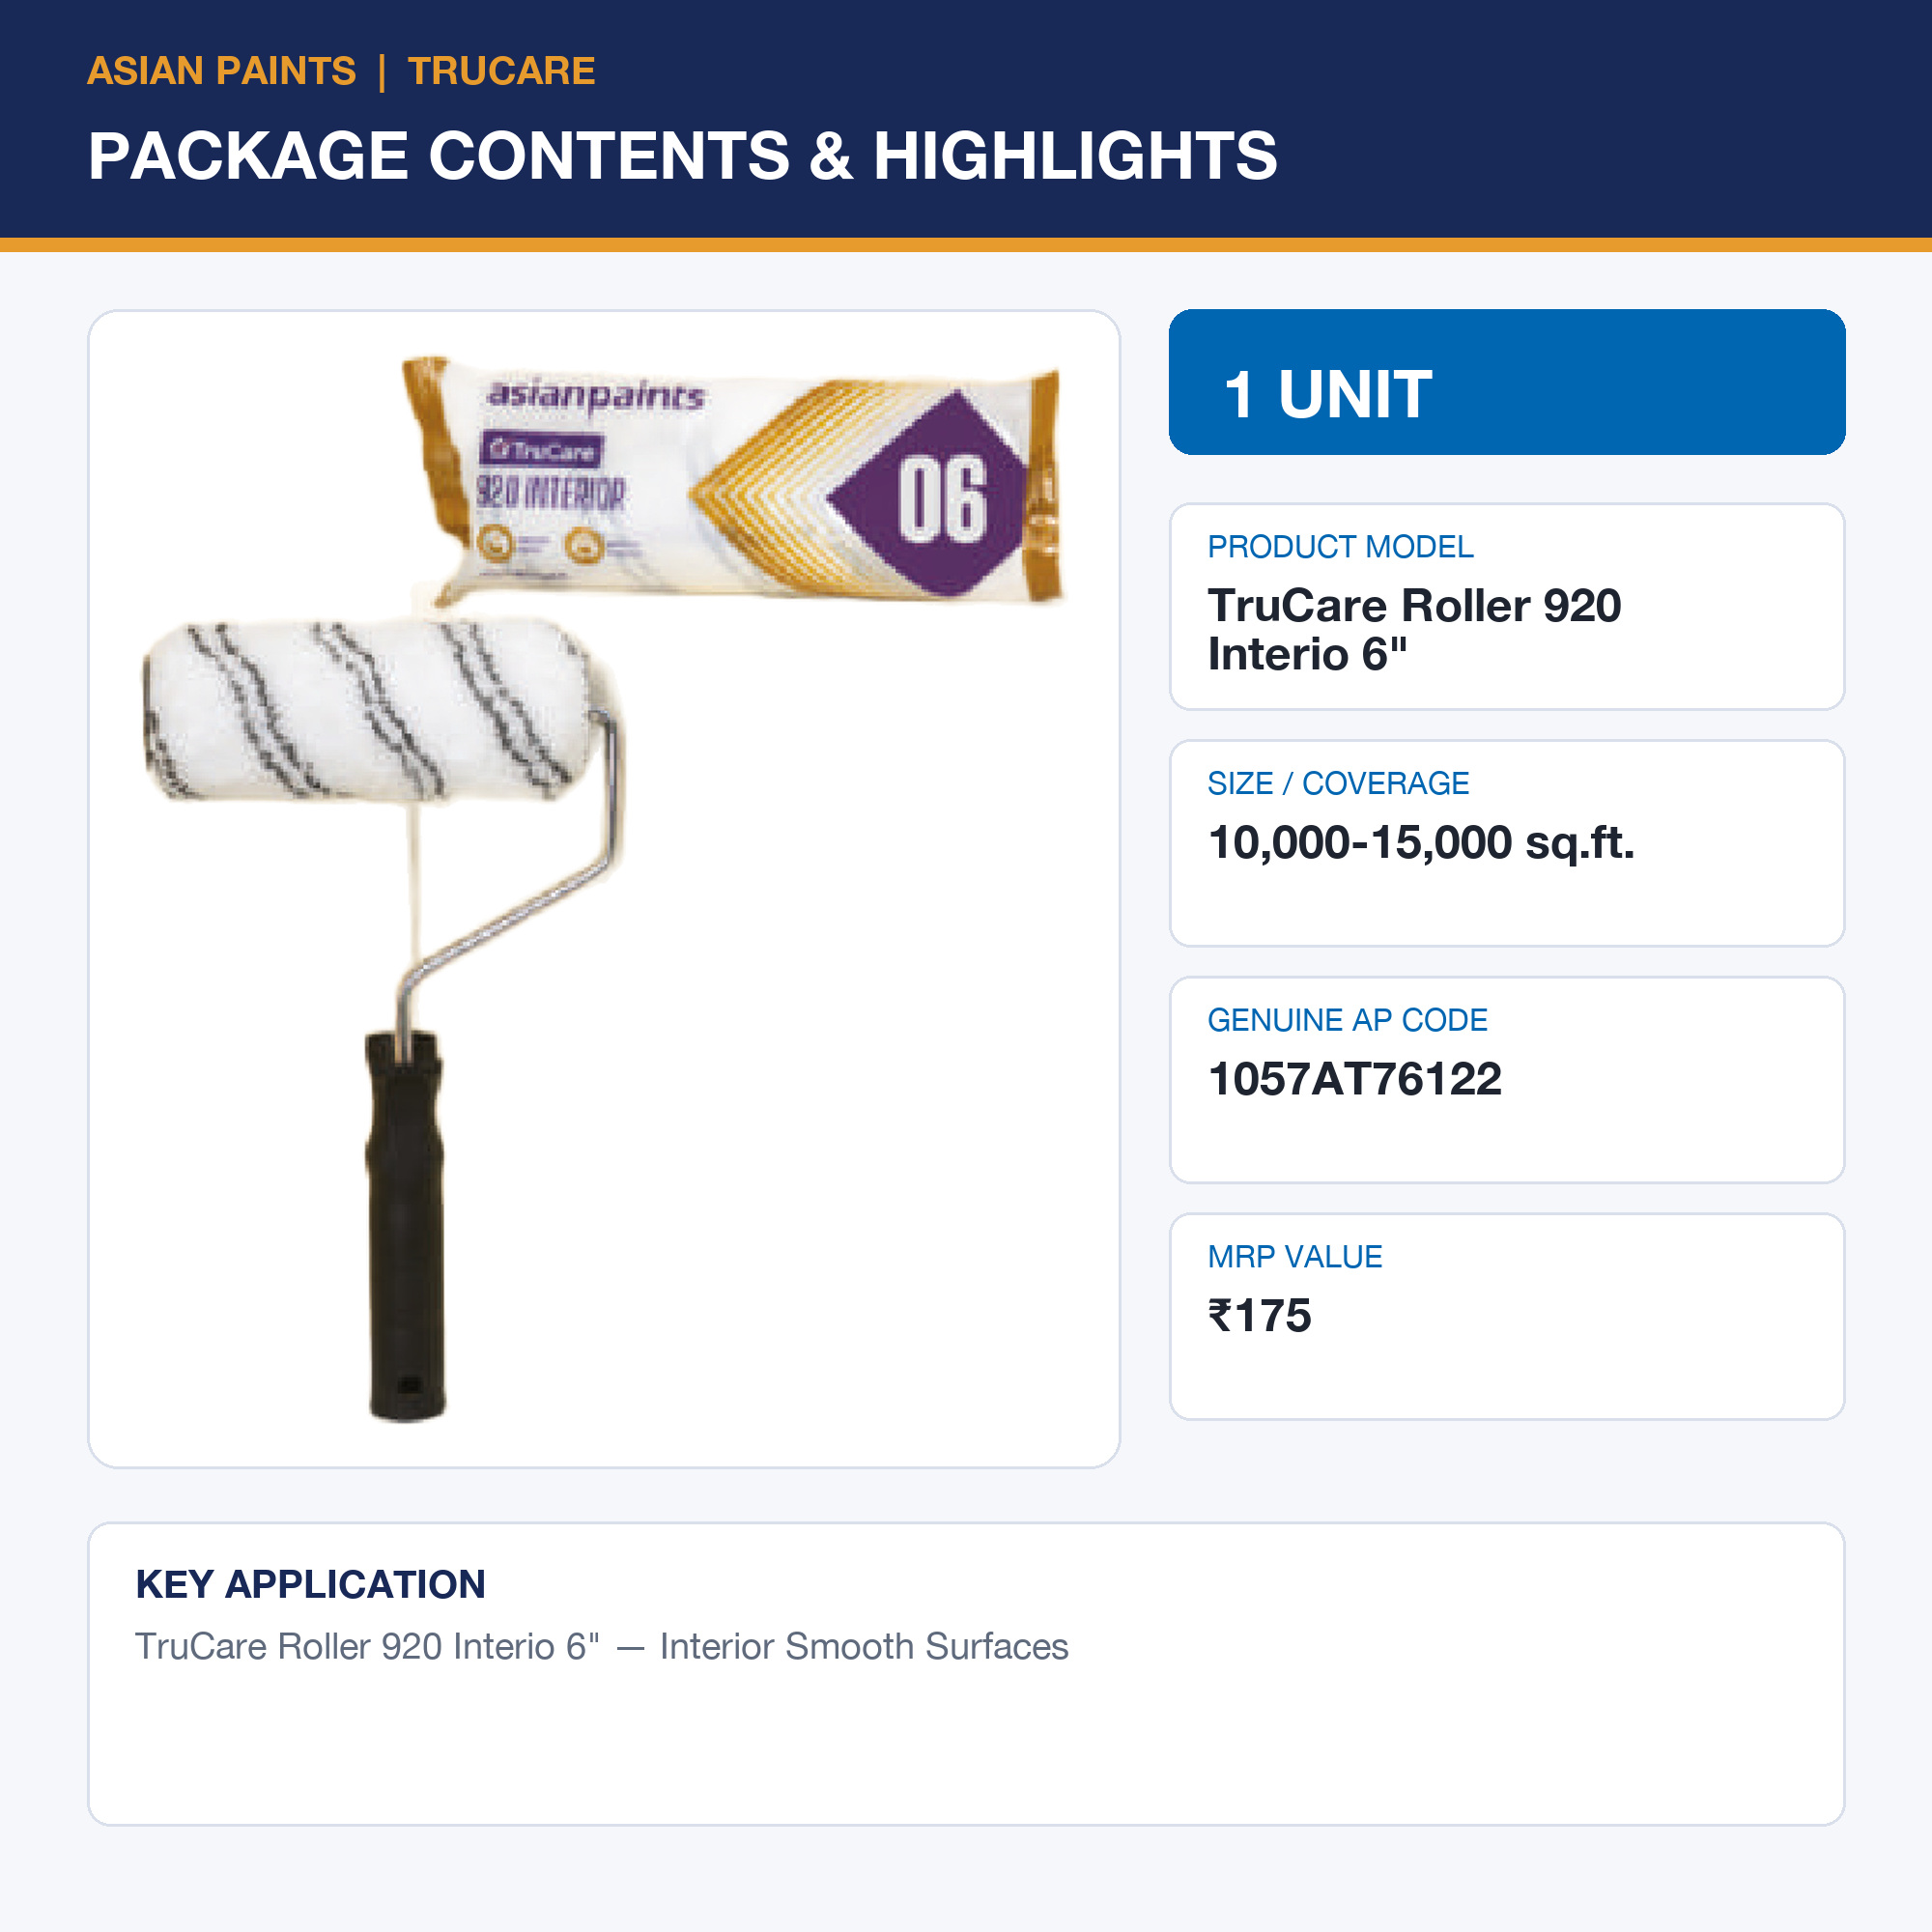 ASIAN PAINTS | TRUCARE
PACKAGE CONTENTS & HIGHLIGHTS
asianpaints
TruCare
920 INTERIOR
06
1 UNIT
PRODUCT MODEL
TruCare Roller 920
Interio 6"
SIZE / COVERAGE
10,000-15,000 sq.ft.
GENUINE AP CODE
1057AT76122
MRP VALUE
₹175
KEY APPLICATION
TruCare Roller 920 Interio 6" — Interior Smooth Surfaces